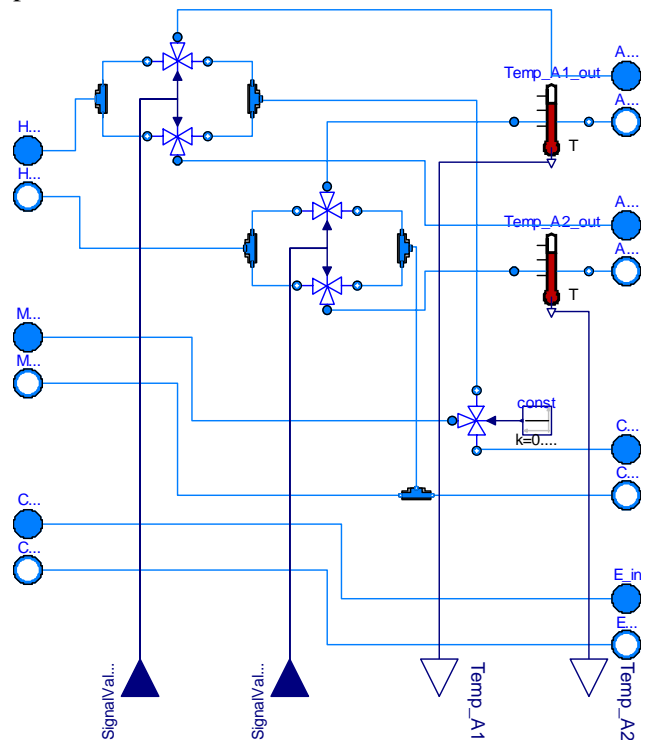 A...
Temp_A1_out
A...
T
H...
H...
A...
Temp_A2_out
A...
T
M...
M...
const
k=0....
C...
C...
C...
C...
E_in
E...
SignalVal...
SignalVal...
Temp_A1
Temp_A2